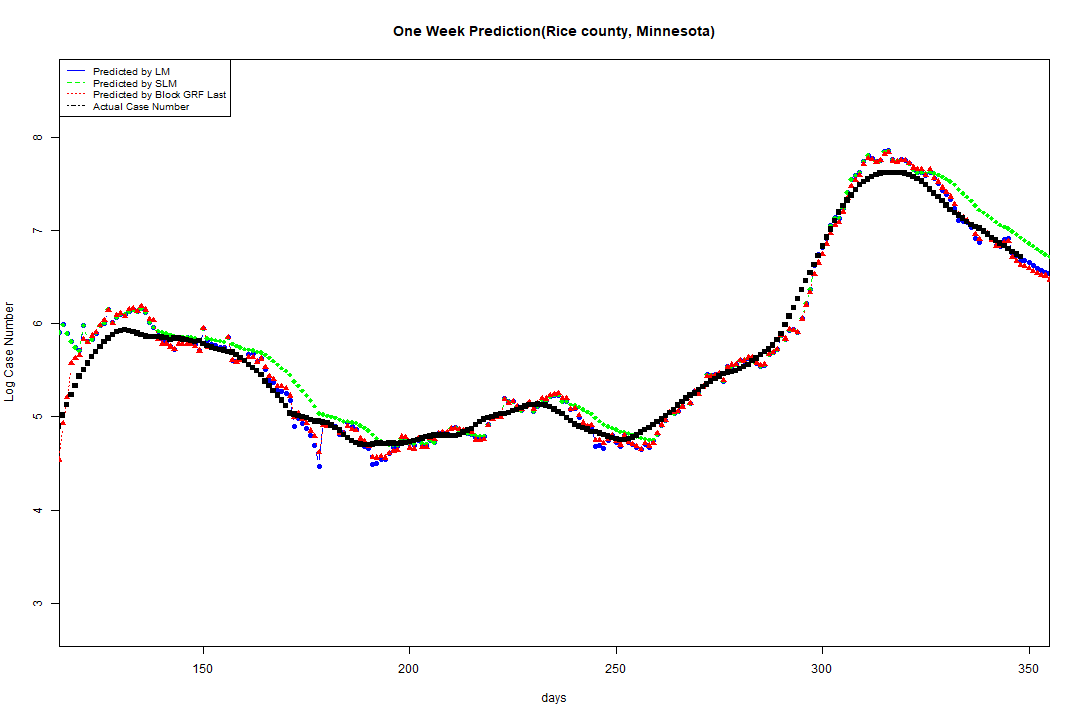 One Week Prediction(Rice county, Minnesota)
Predicted by LM
Predicted by SLM
Predicted by Block GRF Last
Actual Case Number
Log Case Number
8
7
6
5
4
3
150 200 250 300 350
days